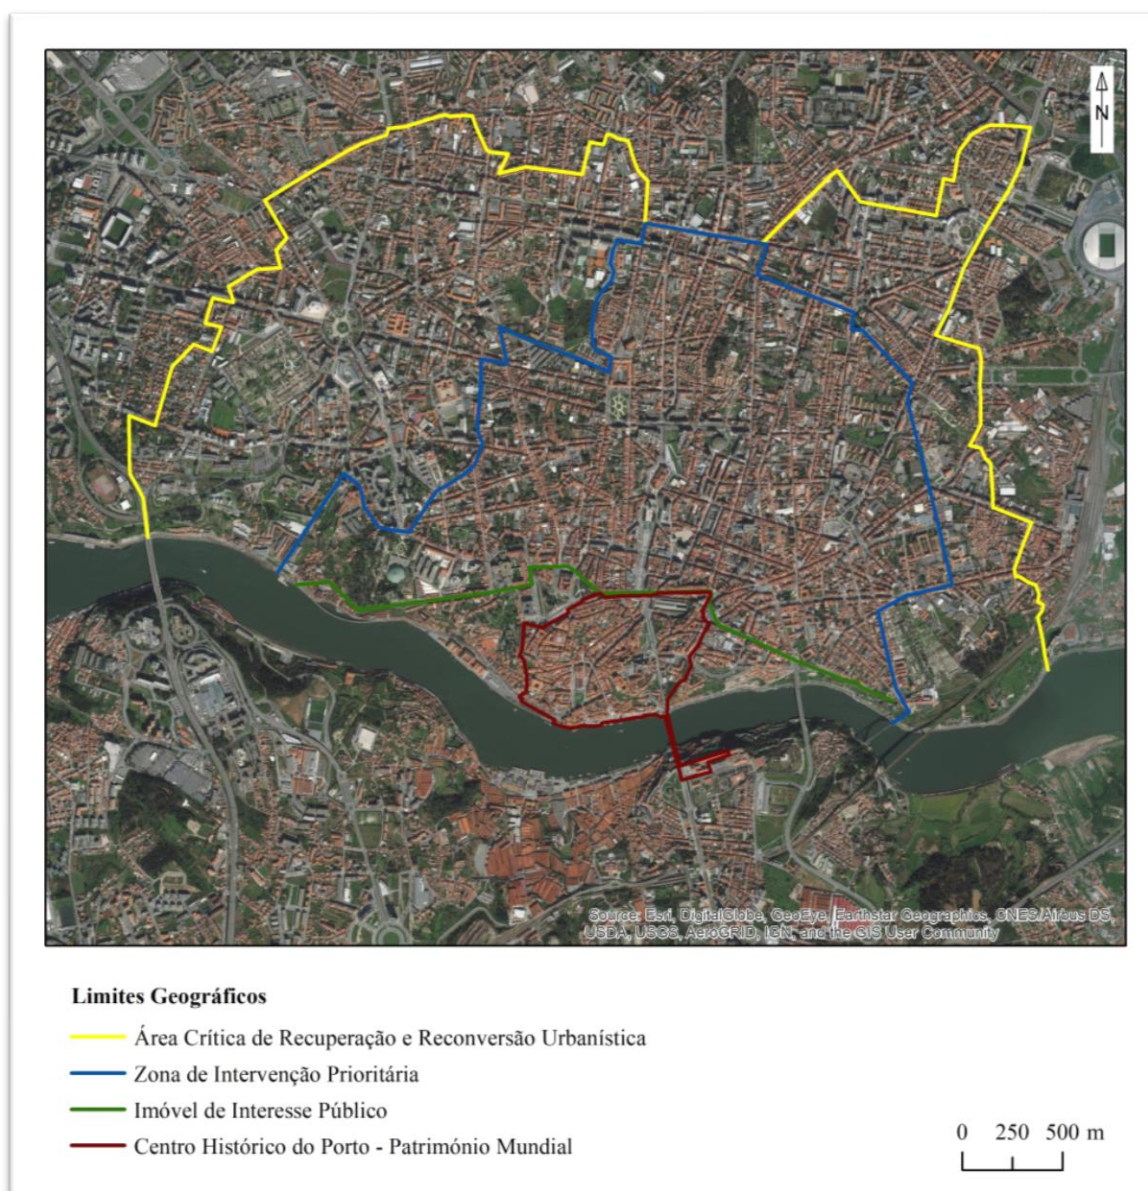 N
Source: Esri, DigitalGlobe, GeoEye, Earthstar Geographics, CNES/Airbus DS,
USDA, USGS, AeroGRID, IGN, and the GIS User Community
Limites Geográficos
Área Crítica de Recuperação e Reconversão Urbanística
Zona de Intervenção Prioritária
Imóvel de Interesse Público
Centro Histórico do Porto - Património Mundial
0 250 500 m